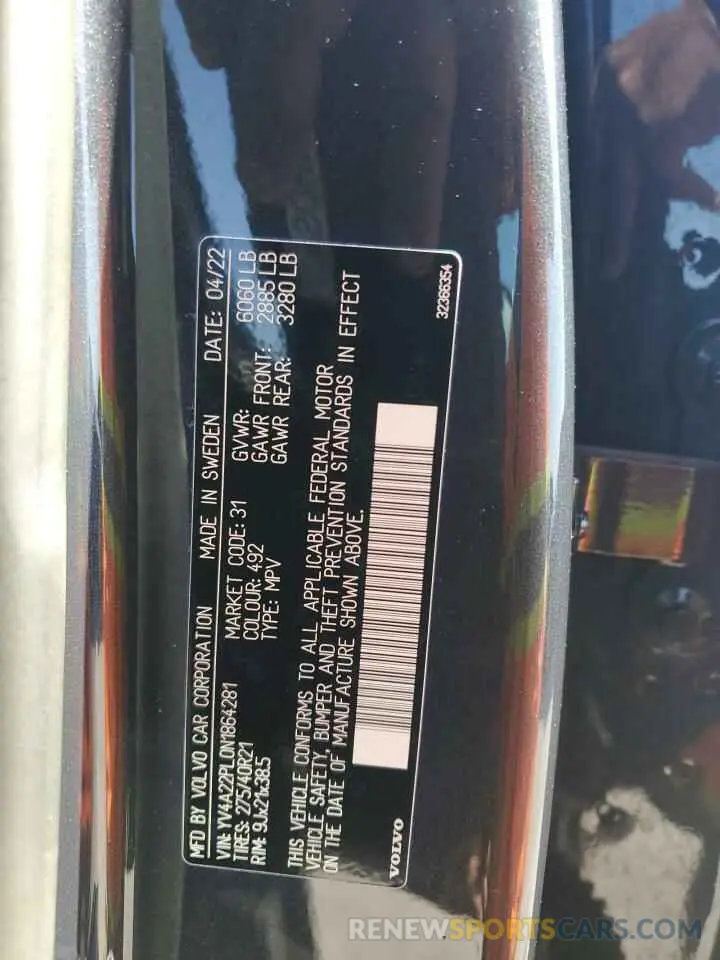 MFD BY VOLVO CAR CORPORATION MADE IN SWEDEN DATE: 04/22
VIN: YV4A22PL0N1864281 MARKET CODE: 31 GVWR: 6060 LB
TIRES: 275/40R21 COLOUR: 492 GAWR FRONT: 2885 LB
RIM: 9Jx21x38.5 TYPE: MPV GAWR REAR: 3280 LB
THIS VEHICLE CONFORMS TO ALL APPLICABLE FEDERAL MOTOR
VEHICLE SAFETY, BUMPER AND THEFT PREVENTION STANDARDS IN EFFECT
ON THE DATE OF MANUFACTURE SHOWN ABOVE.
VOLVO 32366354
RENEWSPORTSCARS.COM